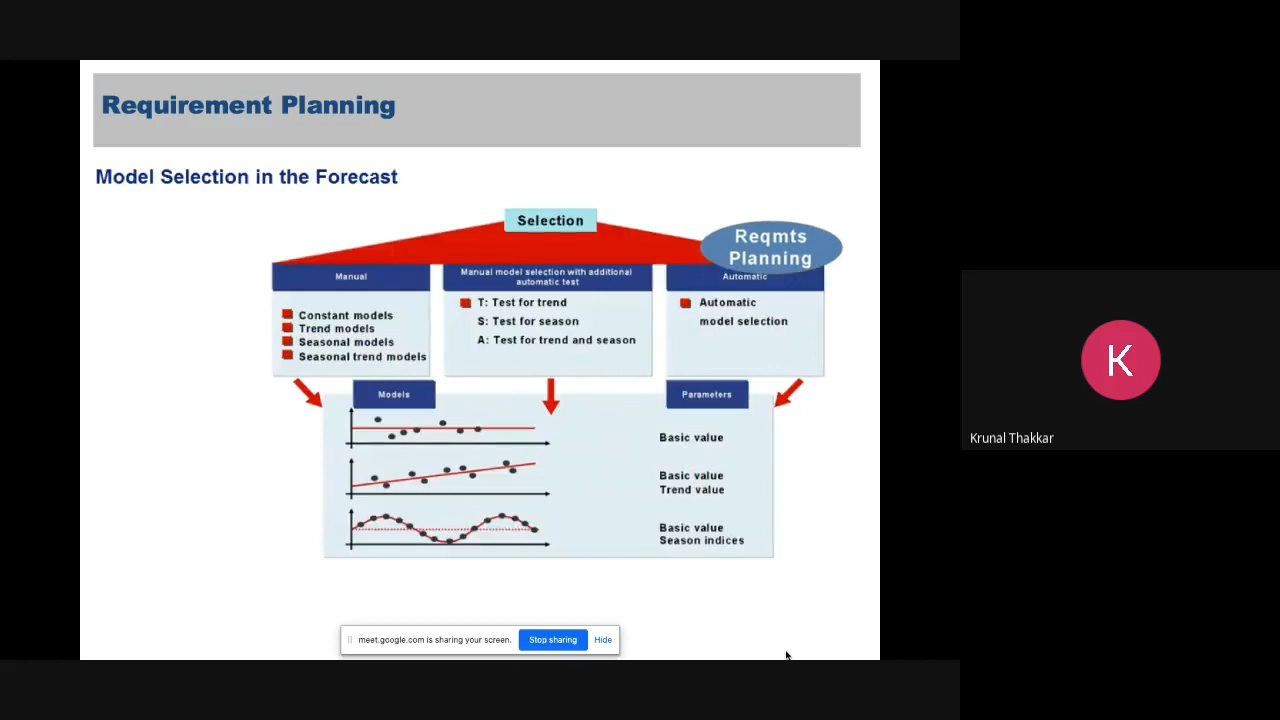 Requirement Planning
Model Selection in the Forecast
Selection
Reqmts
Planning
Manual
Manual model selection with additional
automatic test
Automatic
Constant models
Trend models
Seasonal models
Seasonal trend models
T: Test for trend
S: Test for season
A: Test for trend and season
Automatic
model selection
Models
Parameters
Basic value
Basic value
Trend value
Basic value
Season indices
meet.google.com is sharing your screen.
Stop sharing
Hide
K
Krunal Thakkar